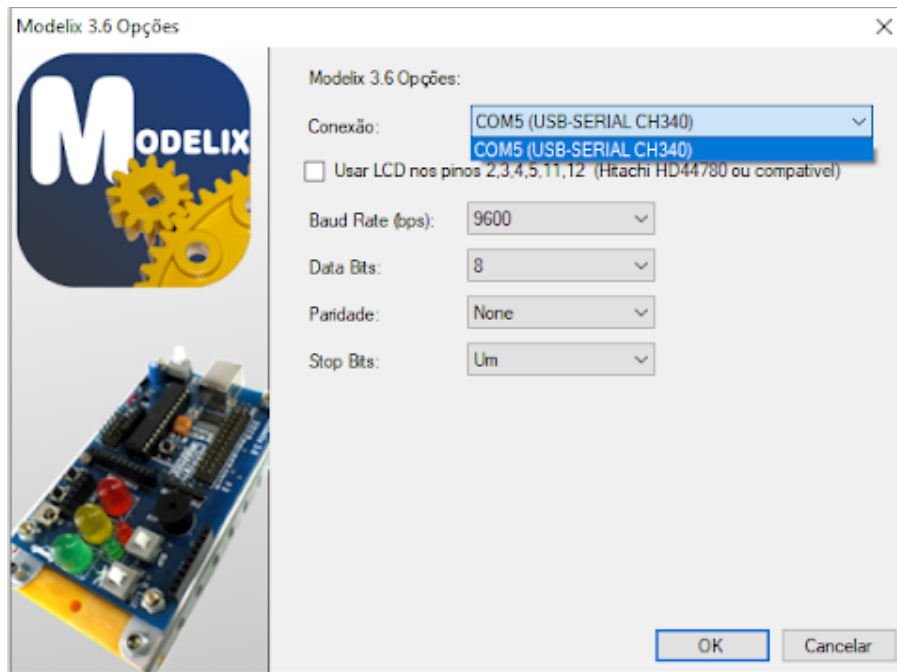 Modelix 3.6 Opções
MODELIX
Modelix 3.6 Opções:
Conexão: COM5 (USB-SERIAL CH340)
COM5 (USB-SERIAL CH340)
Usar LCD nos pinos 2,3,4,5,11,12 (Hitachi HD44780 ou compativel)
Baud Rate (bps): 9600
Data Bits: 8
Paridade: None
Stop Bits: Um
OK Cancelar